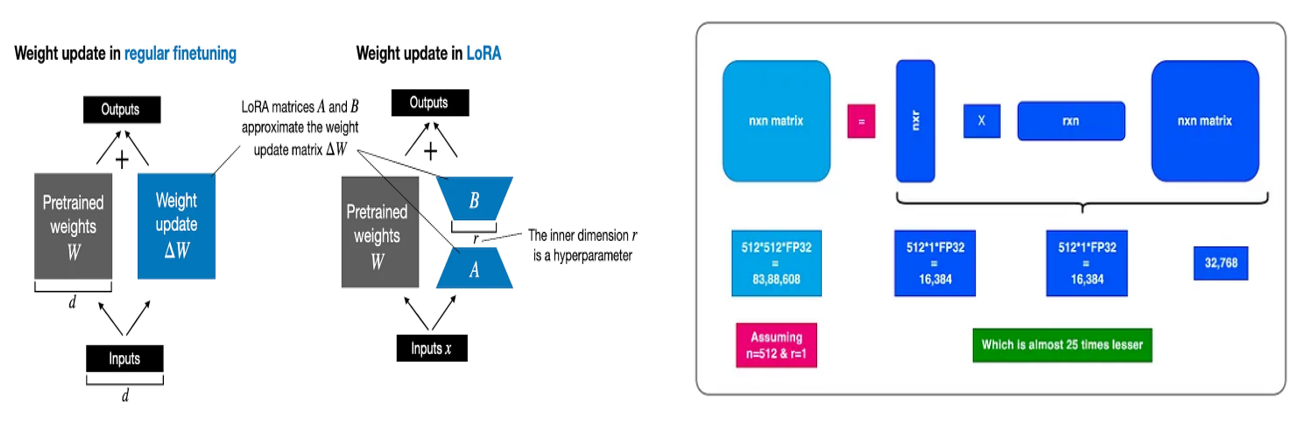 Weight update in regular finetuning
Outputs
+
Pretrained
weights
W
d
Weight
update
ΔW
Inputs
d
LoRA matrices A and B
approximate the weight
update matrix ΔW
Weight update in LoRA
Outputs
+
Pretrained
weights
W
B
r
A
The inner dimension r
is a hyperparameter
Inputs x
nxn matrix
=
nxr
X
rxn
nxn matrix
512*512*FP32
=
83,88,608
512*1*FP32
=
16,384
512*1*FP32
=
16,384
32,768
Assuming
n=512 & r=1
Which is almost 25 times lesser